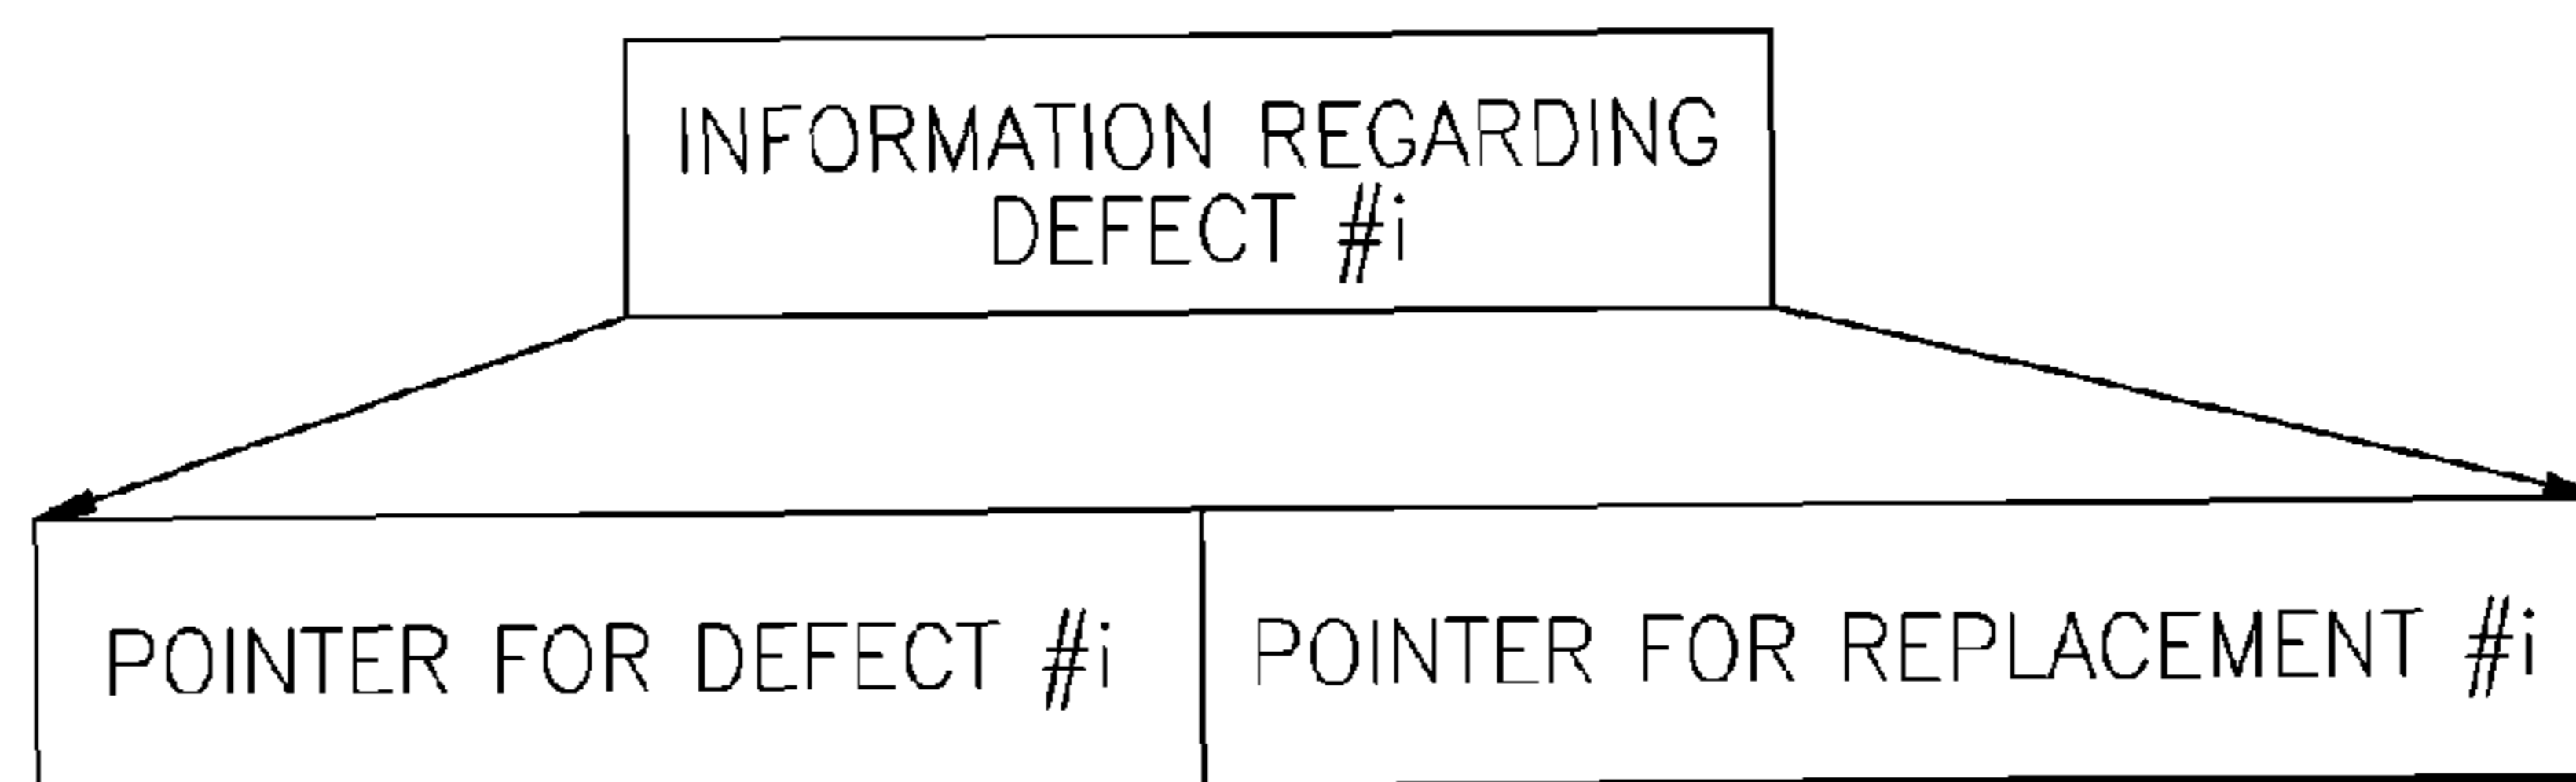 INFORMATION REGARDING
DEFECT #i
POINTER FOR DEFECT #i
POINTER FOR REPLACEMENT #i